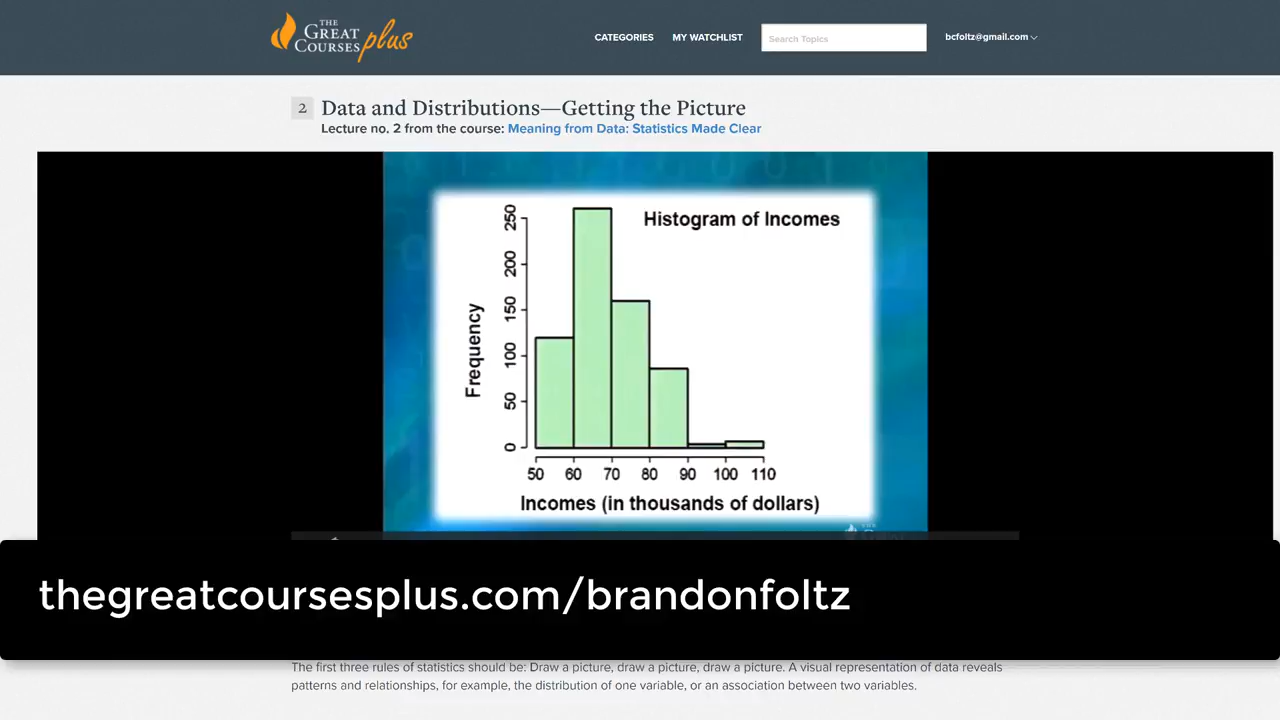 THE
GREAT
COURSES plus
CATEGORIES
MY WATCHLIST
Search Topics
bcfoltz@gmail.com
2
Data and Distributions—Getting the Picture
Lecture no. 2 from the course: Meaning from Data: Statistics Made Clear
Histogram of Incomes
Frequency
250
200
150
100
50
0
50 60 70 80 90 100 110
Incomes (in thousands of dollars)
THE
thegreatcoursesplus.com/brandonfoltz
The first three rules of statistics should be: Draw a picture, draw a picture, draw a picture. A visual representation of data reveals
patterns and relationships, for example, the distribution of one variable, or an association between two variables.